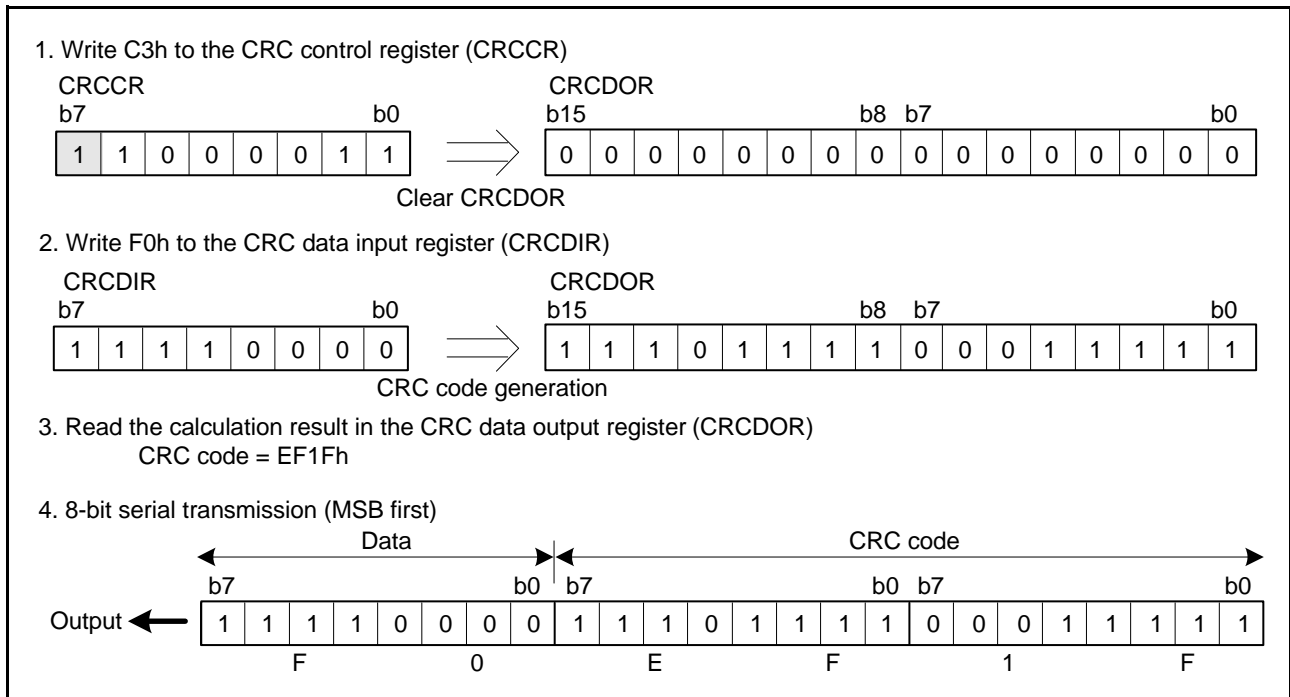 1. Write C3h to the CRC control register (CRCCR)
CRCCR CRCDOR
b7 b0 b15 b8 b7 b0
1 1 0 0 0 0 1 1 0 0 0 0 0 0 0 0 0 0 0 0 0 0 0 0
Clear CRCDOR
2. Write F0h to the CRC data input register (CRCDIR)
CRCDIR CRCDOR
b7 b0 b15 b8 b7 b0
1 1 1 1 0 0 0 0 1 1 1 0 1 1 1 1 0 0 0 1 1 1 1 1
CRC code generation
3. Read the calculation result in the CRC data output register (CRCDOR)
CRC code = EF1Fh
4. 8-bit serial transmission (MSB first)
Data CRC code
b7 b0 b7 b0 b7 b0
Output 1 1 1 1 0 0 0 0 1 1 1 0 1 1 1 1 0 0 0 1 1 1 1 1
F 0 E F 1 F